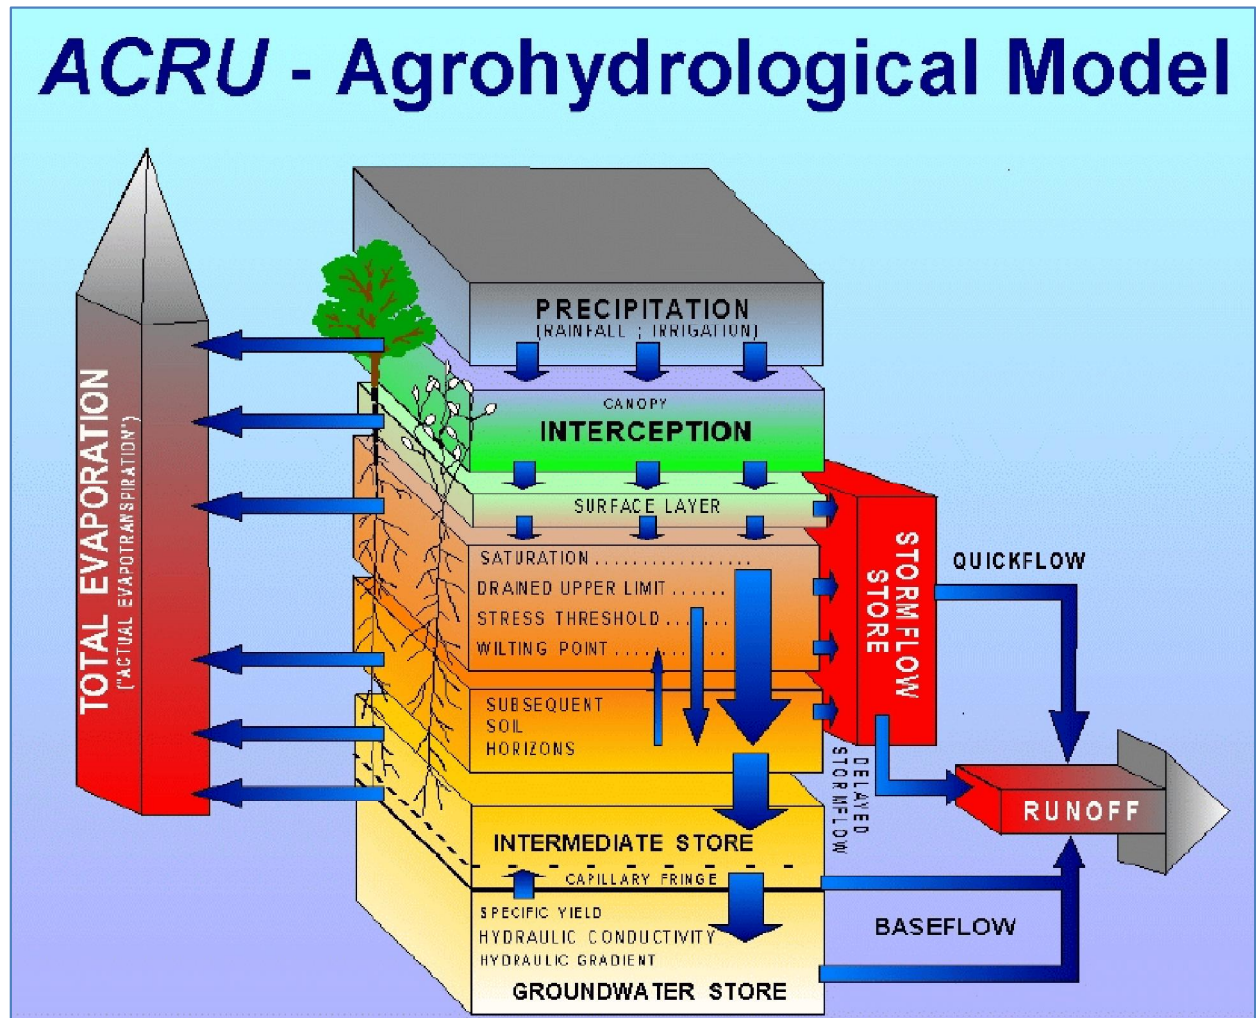 ACRU - Agrohydrological Model
TOTAL EVAPORATION
("ACTUAL EVAPOTRANSPIRATION")
PRECIPITATION
(RAINFALL ; IRRIGATION)
CANOPY
INTERCEPTION
SURFACE LAYER
SATURATION . . . . . . . . . . . . . . . . .
DRAINED UPPER LIMIT . . . . . .
STRESS THRESHOLD . . . . . . .
WILTING POINT . . . . . . . . . . . .
SUBSEQUENT
SOIL
HORIZONS
STORMFLOW
STORE
QUICKFLOW
DELAYED
STORMFLOW
RUNOFF
INTERMEDIATE STORE
CAPILLARY FRINGE
SPECIFIC YIELD
HYDRAULIC CONDUCTIVITY
HYDRAULIC GRADIENT
GROUNDWATER STORE
BASEFLOW